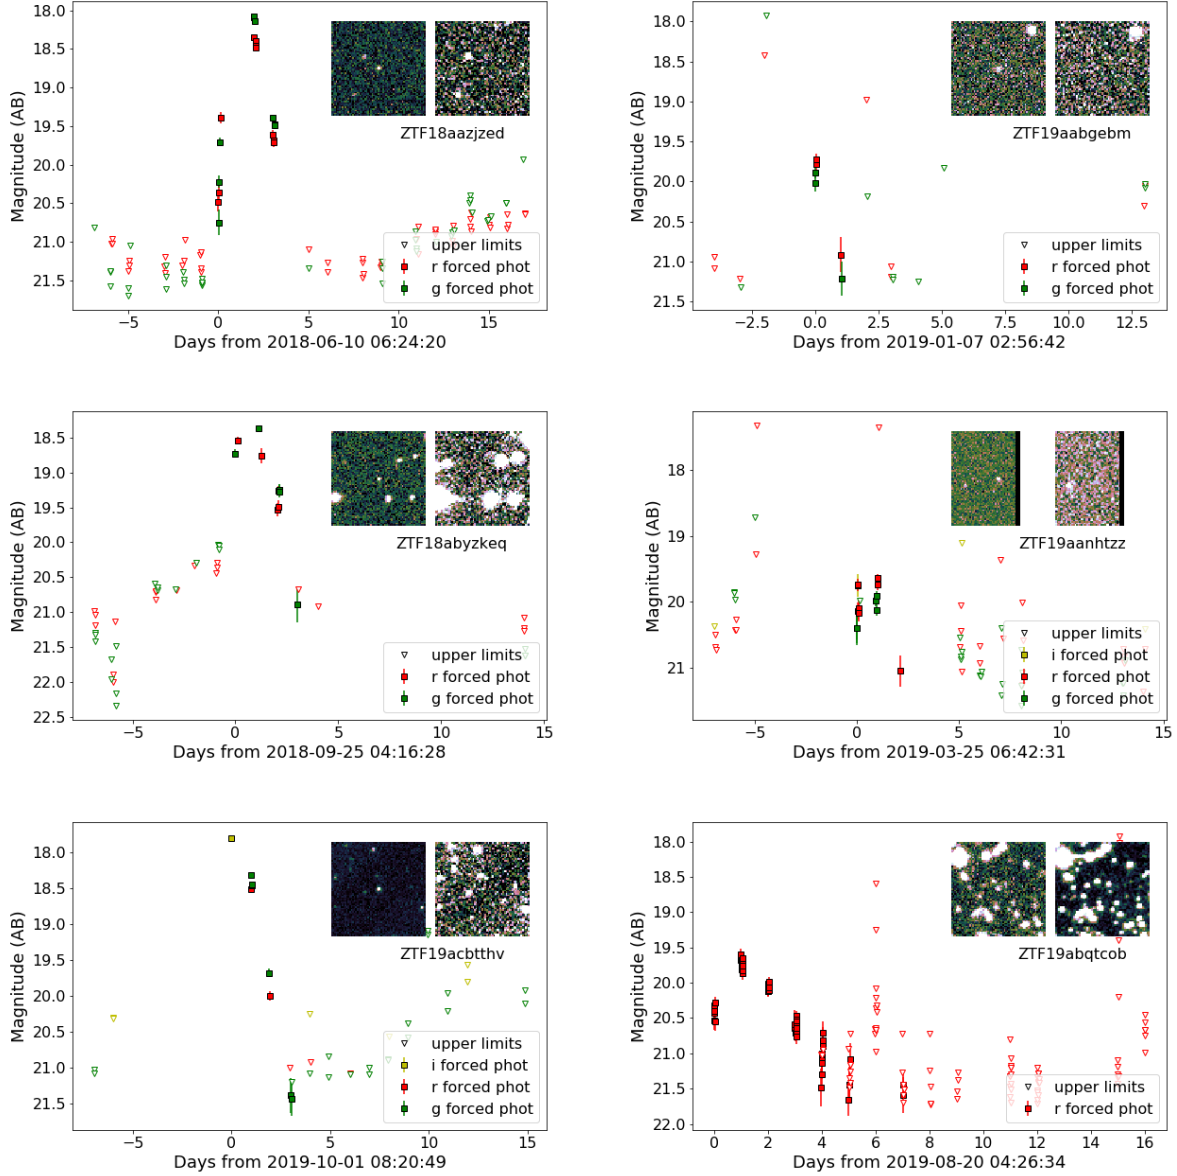 18.0
18.5
19.0
19.5
20.0
20.5
21.0
21.5
Magnitude (AB)
ZTF18aazjzed
upper limits
r forced phot
g forced phot
−5 0 5 10 15
Days from 2018-06-10 06:24:20
18.0
18.5
19.0
19.5
20.0
20.5
21.0
21.5
Magnitude (AB)
ZTF19aabgebm
upper limits
r forced phot
g forced phot
−2.5 0.0 2.5 5.0 7.5 10.0 12.5
Days from 2019-01-07 02:56:42
18.5
19.0
19.5
20.0
20.5
21.0
21.5
22.0
22.5
Magnitude (AB)
ZTF18abyzkeq
upper limits
r forced phot
g forced phot
−5 0 5 10 15
Days from 2018-09-25 04:16:28
18
19
20
21
Magnitude (AB)
ZTF19aanhtzz
upper limits
i forced phot
r forced phot
g forced phot
−5 0 5 10 15
Days from 2019-03-25 06:42:31
18.0
18.5
19.0
19.5
20.0
20.5
21.0
21.5
Magnitude (AB)
ZTF19acbtthv
upper limits
i forced phot
r forced phot
g forced phot
−5 0 5 10 15
Days from 2019-10-01 08:20:49
18.0
18.5
19.0
19.5
20.0
20.5
21.0
21.5
22.0
Magnitude (AB)
ZTF19abqtcob
upper limits
r forced phot
0 2 4 6 8 10 12 14 16
Days from 2019-08-20 04:26:34